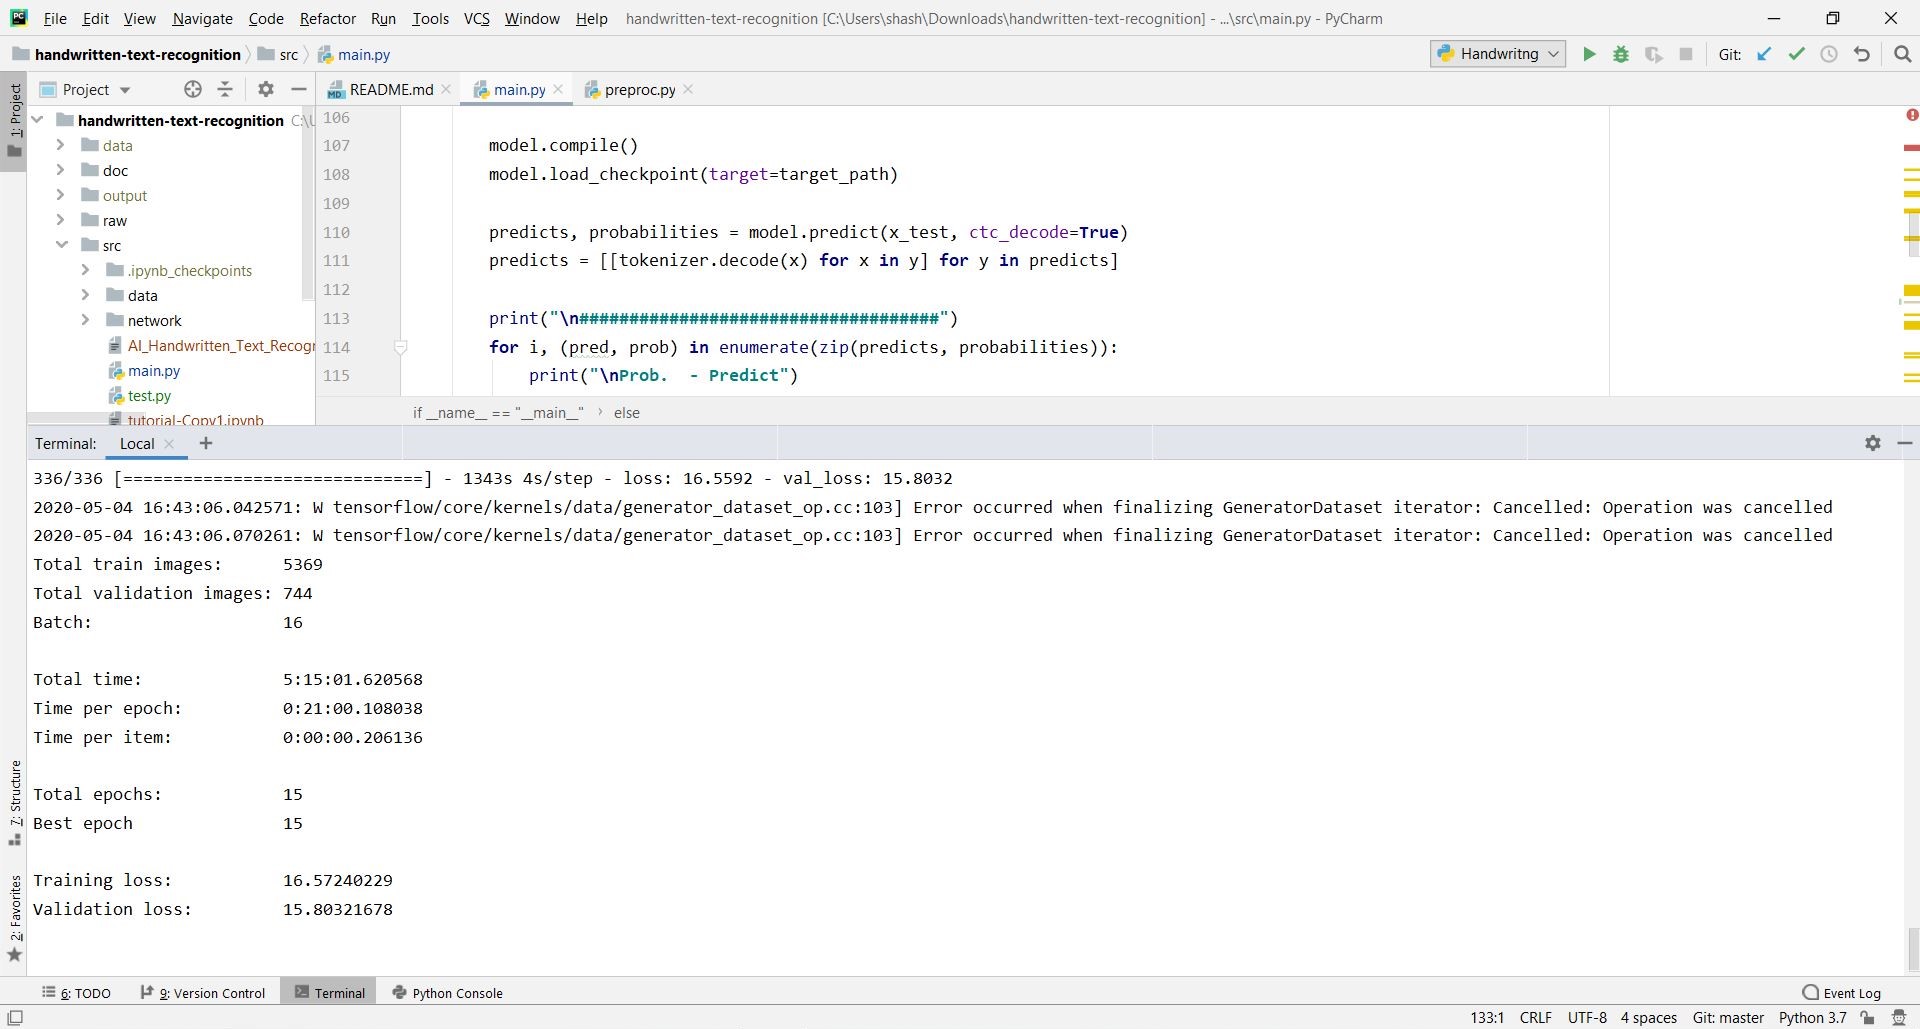 File Edit View Navigate Code Refactor Run Tools VCS Window Help handwritten-text-recognition [C:\Users\shash\Downloads\handwritten-text-recognition] - ...\src\main.py - PyCharm
handwritten-text-recognition src main.py Handwritng Git:
1: Project
Project README.md main.py preproc.py
handwritten-text-recognition C:\U
data
doc
output
raw
src
.ipynb_checkpoints
data
network
AI_Handwritten_Text_Recogr
main.py
test.py
tutorial-Copy1.ipynb
106
107 model.compile()
108 model.load_checkpoint(target=target_path)
109
110 predicts, probabilities = model.predict(x_test, ctc_decode=True)
111 predicts = [[tokenizer.decode(x) for x in y] for y in predicts]
112
113 print("\n####################################")
114 for i, (pred, prob) in enumerate(zip(predicts, probabilities)):
115 print("\nProb.  - Predict")
if __name__ == "__main__" › else
Terminal: Local +
336/336 [==============================] - 1343s 4s/step - loss: 16.5592 - val_loss: 15.8032
2020-05-04 16:43:06.042571: W tensorflow/core/kernels/data/generator_dataset_op.cc:103] Error occurred when finalizing GeneratorDataset iterator: Cancelled: Operation was cancelled
2020-05-04 16:43:06.070261: W tensorflow/core/kernels/data/generator_dataset_op.cc:103] Error occurred when finalizing GeneratorDataset iterator: Cancelled: Operation was cancelled
Total train images: 5369
Total validation images: 744
Batch: 16
Total time: 5:15:01.620568
Time per epoch: 0:21:00.108038
Time per item: 0:00:00.206136
Total epochs: 15
Best epoch 15
Training loss: 16.57240229
Validation loss: 15.80321678
7: Structure
2: Favorites
6: TODO 9: Version Control Terminal Python Console Event Log
133:1 CRLF UTF-8 4 spaces Git: master Python 3.7